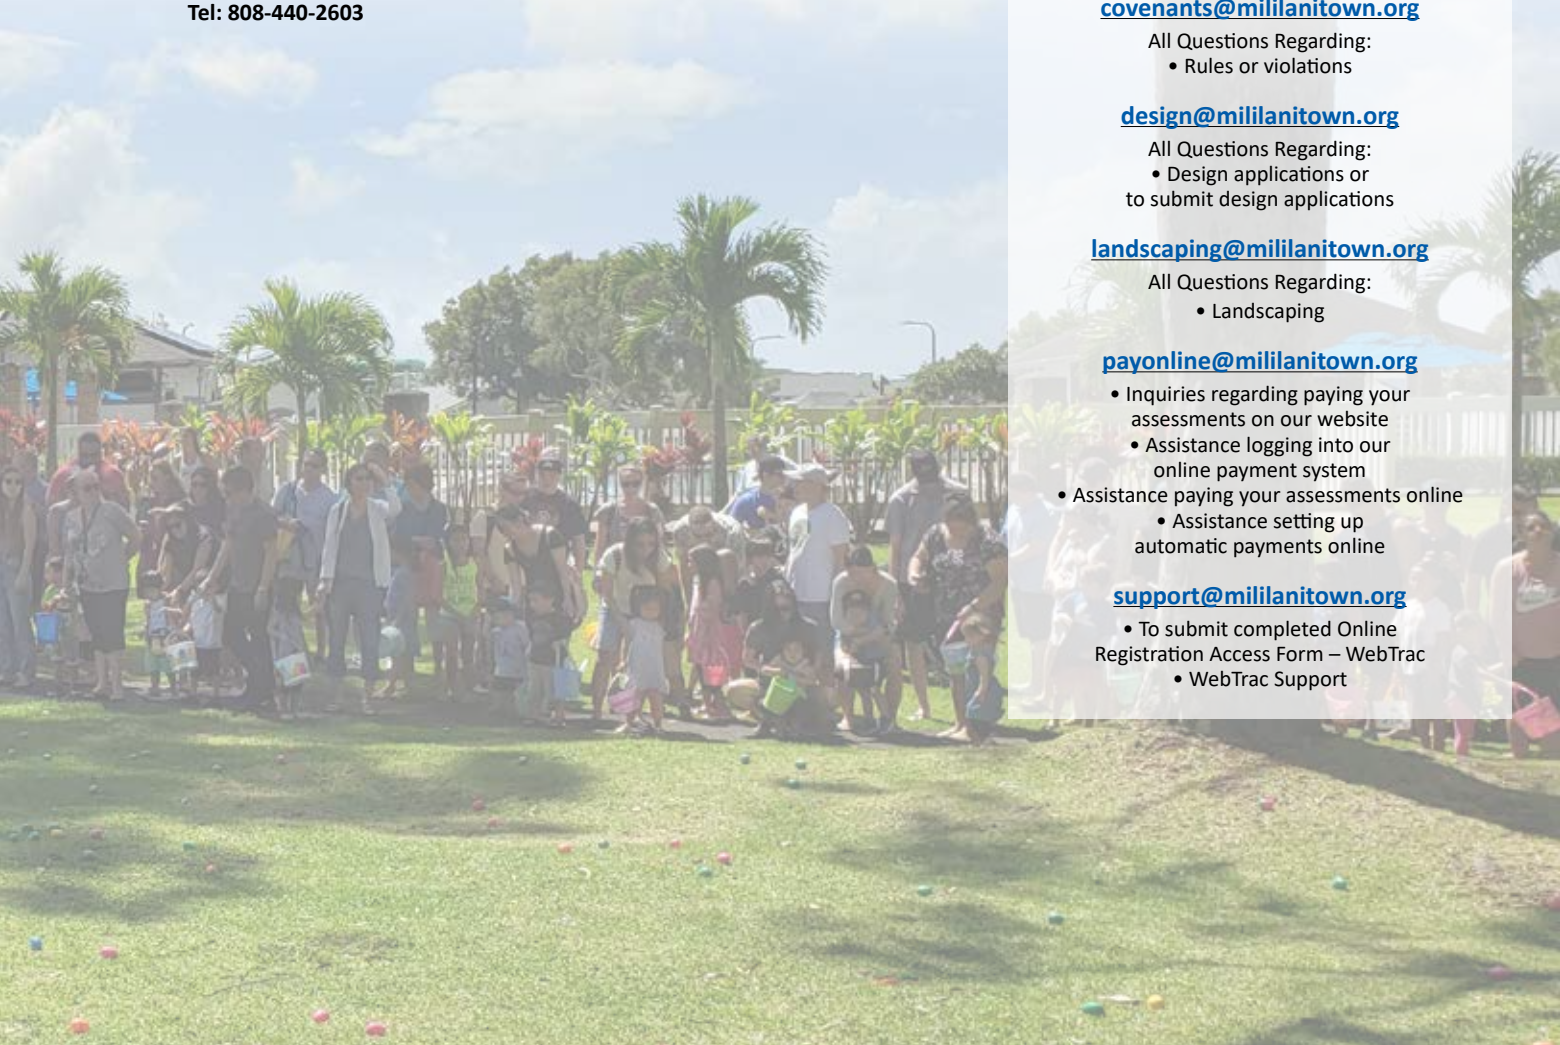 Tel: 808-440-2603
covenants@mililanitown.org
All Questions Regarding:
• Rules or violations
design@mililanitown.org
All Questions Regarding:
• Design applications or
to submit design applications
landscaping@mililanitown.org
All Questions Regarding:
• Landscaping
payonline@mililanitown.org
• Inquiries regarding paying your
assessments on our website
• Assistance logging into our
online payment system
• Assistance paying your assessments online
• Assistance setting up
automatic payments online
support@mililanitown.org
• To submit completed Online
Registration Access Form – WebTrac
• WebTrac Support